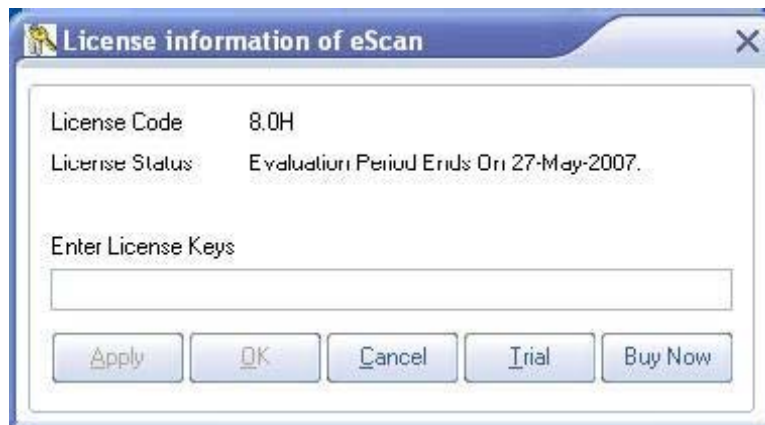 License information of eScan
License Code 8.0H
License Status Evaluation Period Ends On 27-May-2007.
Enter License Keys
Apply OK Cancel Trial Buy Now